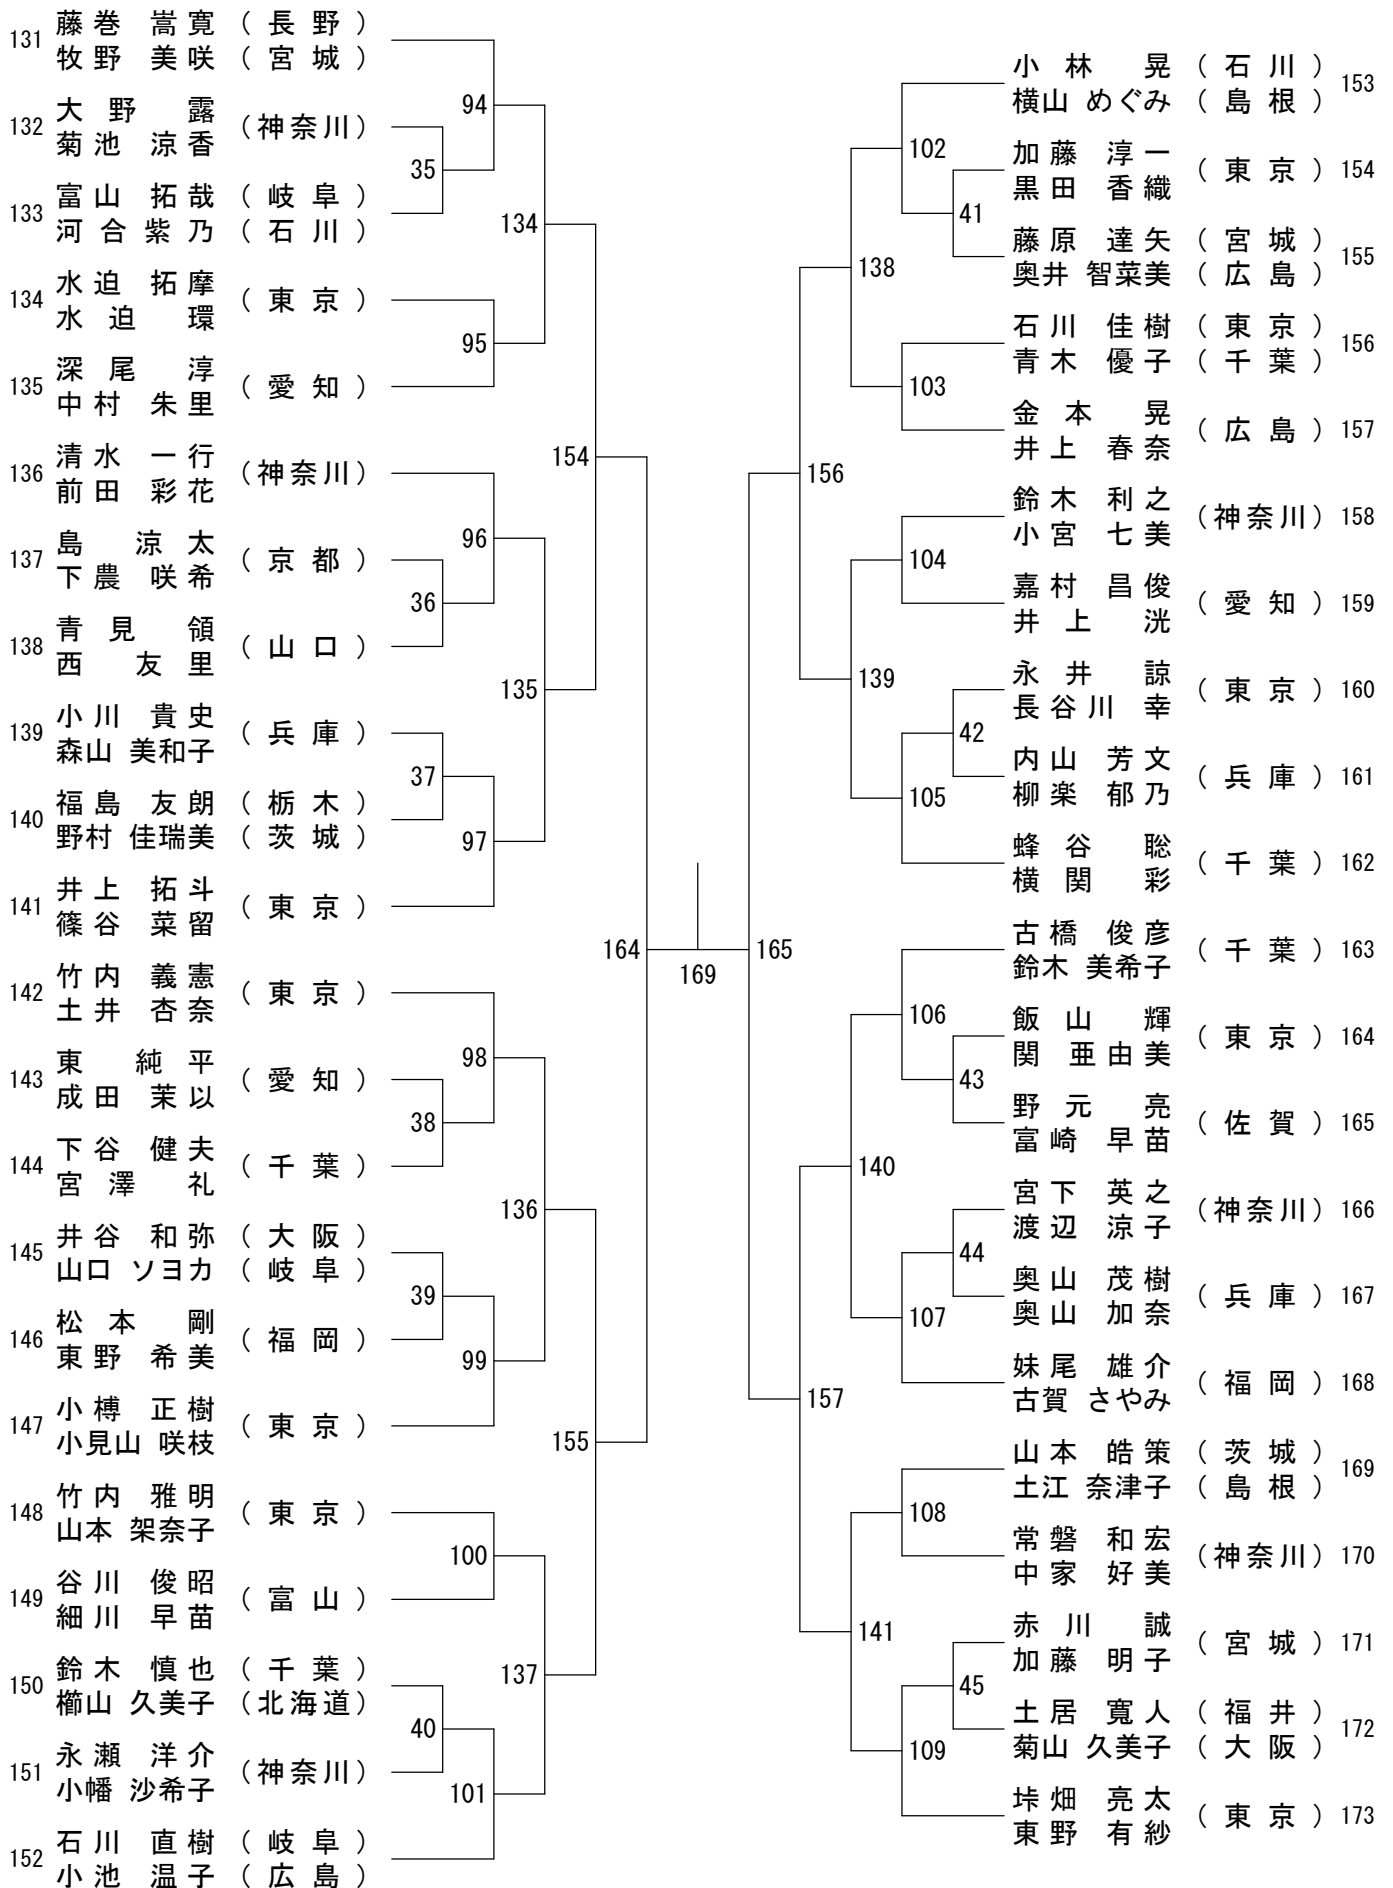 131 藤巻 嵩寛 (長野)
牧野 美咲 (宮城)
132 大野 露 (神奈川)
菊池 涼香
133 富山 拓哉 (岐阜)
河合 紫乃 (石川)
134 水迫 拓摩 (東京)
水迫 環
135 深尾 淳 (愛知)
中村 朱里
136 清水 一行 (神奈川)
前田 彩花
137 島 涼太 (京都)
下農 咲希
138 青見 領 (山口)
西 友里
139 小川 貴史 (兵庫)
森山 美和子
140 福島 友朗 (栃木)
野村 佳瑞美 (茨城)
141 井上 拓斗 (東京)
篠谷 菜留
142 竹内 義憲 (東京)
土井 杏奈
143 東 純平 (愛知)
成田 茉以
144 下谷 健夫 (千葉)
宮澤 礼
145 井谷 和弥 (大阪)
山口 ソヨカ (岐阜)
146 松本 剛 (福岡)
東野 希美
147 小榑 正樹 (東京)
小見山 咲枝
148 竹内 雅明 (東京)
山本 架奈子
149 谷川 俊昭 (富山)
細川 早苗
150 鈴木 慎也 (千葉)
櫛山 久美子 (北海道)
151 永瀬 洋介 (神奈川)
小幡 沙希子
152 石川 直樹 (岐阜)
小池 温子 (広島)
35
36
37
38
39
40
94
95
96
97
98
99
100
101
134
135
136
137
154
155
164
169
165
156
157
138
139
140
141
102
103
104
105
106
107
108
109
41
42
43
44
45
小林 晃 (石川) 153
横山 めぐみ (島根)
加藤 淳一 (東京) 154
黒田 香織
藤原 達矢 (宮城) 155
奥井 智菜美 (広島)
石川 佳樹 (東京) 156
青木 優子 (千葉)
金本 晃 (広島) 157
井上 春奈
鈴木 利之 (神奈川) 158
小宮 七美
嘉村 昌俊 (愛知) 159
井上 洸
永井 諒 (東京) 160
長谷川 幸
内山 芳文 (兵庫) 161
柳楽 郁乃
蜂谷 聡 (千葉) 162
横関 彩
古橋 俊彦 (千葉) 163
鈴木 美希子
飯山 輝 (東京) 164
関 亜由美
野元 亮 (佐賀) 165
富崎 早苗
宮下 英之 (神奈川) 166
渡辺 涼子
奥山 茂樹 (兵庫) 167
奥山 加奈
妹尾 雄介 (福岡) 168
古賀 さやみ
山本 皓策 (茨城) 169
土江 奈津子 (島根)
常磐 和宏 (神奈川) 170
中家 好美
赤川 誠 (宮城) 171
加藤 明子
土居 寛人 (福井) 172
菊山 久美子 (大阪)
垰畑 亮太 (東京) 173
東野 有紗